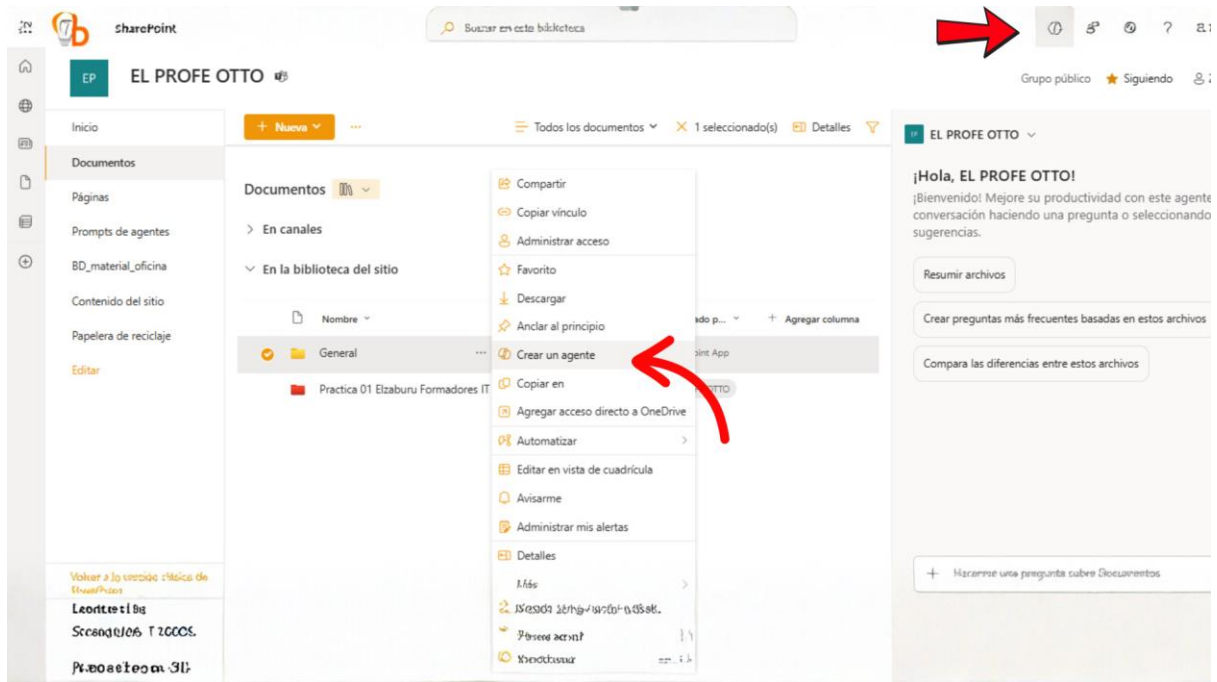 SharePoint
EP
EL PROFE OTTO
Grupo público
Siguiendo
Inicio
Documentos
Páginas
Prompts de agentes
BD_material_oficina
Contenido del sitio
Papelera de reciclaje
Editar
+ Nueva
...
Todos los documentos
1 seleccionado(s)
Detalles
Documentos
En canales
En la biblioteca del sitio
Nombre
+ Agregar columna
General
Practica 01 Elzaburu Formadores IT
Compartir
Copiar vínculo
Administrar acceso
Favorito
Descargar
Anclar al principio
Crear un agente
Copiar en
Agregar acceso directo a OneDrive
Automatizar
Editar en vista de cuadrícula
Avisarme
Administrar mis alertas
Detalles
Más
EL PROFE OTTO
¡Hola, EL PROFE OTTO!
¡Bienvenido! Mejore su productividad con este agente
conversación haciendo una pregunta o seleccionando
sugerencias.
Resumir archivos
Crear preguntas más frecuentes basadas en estos archivos
Compara las diferencias entre estos archivos